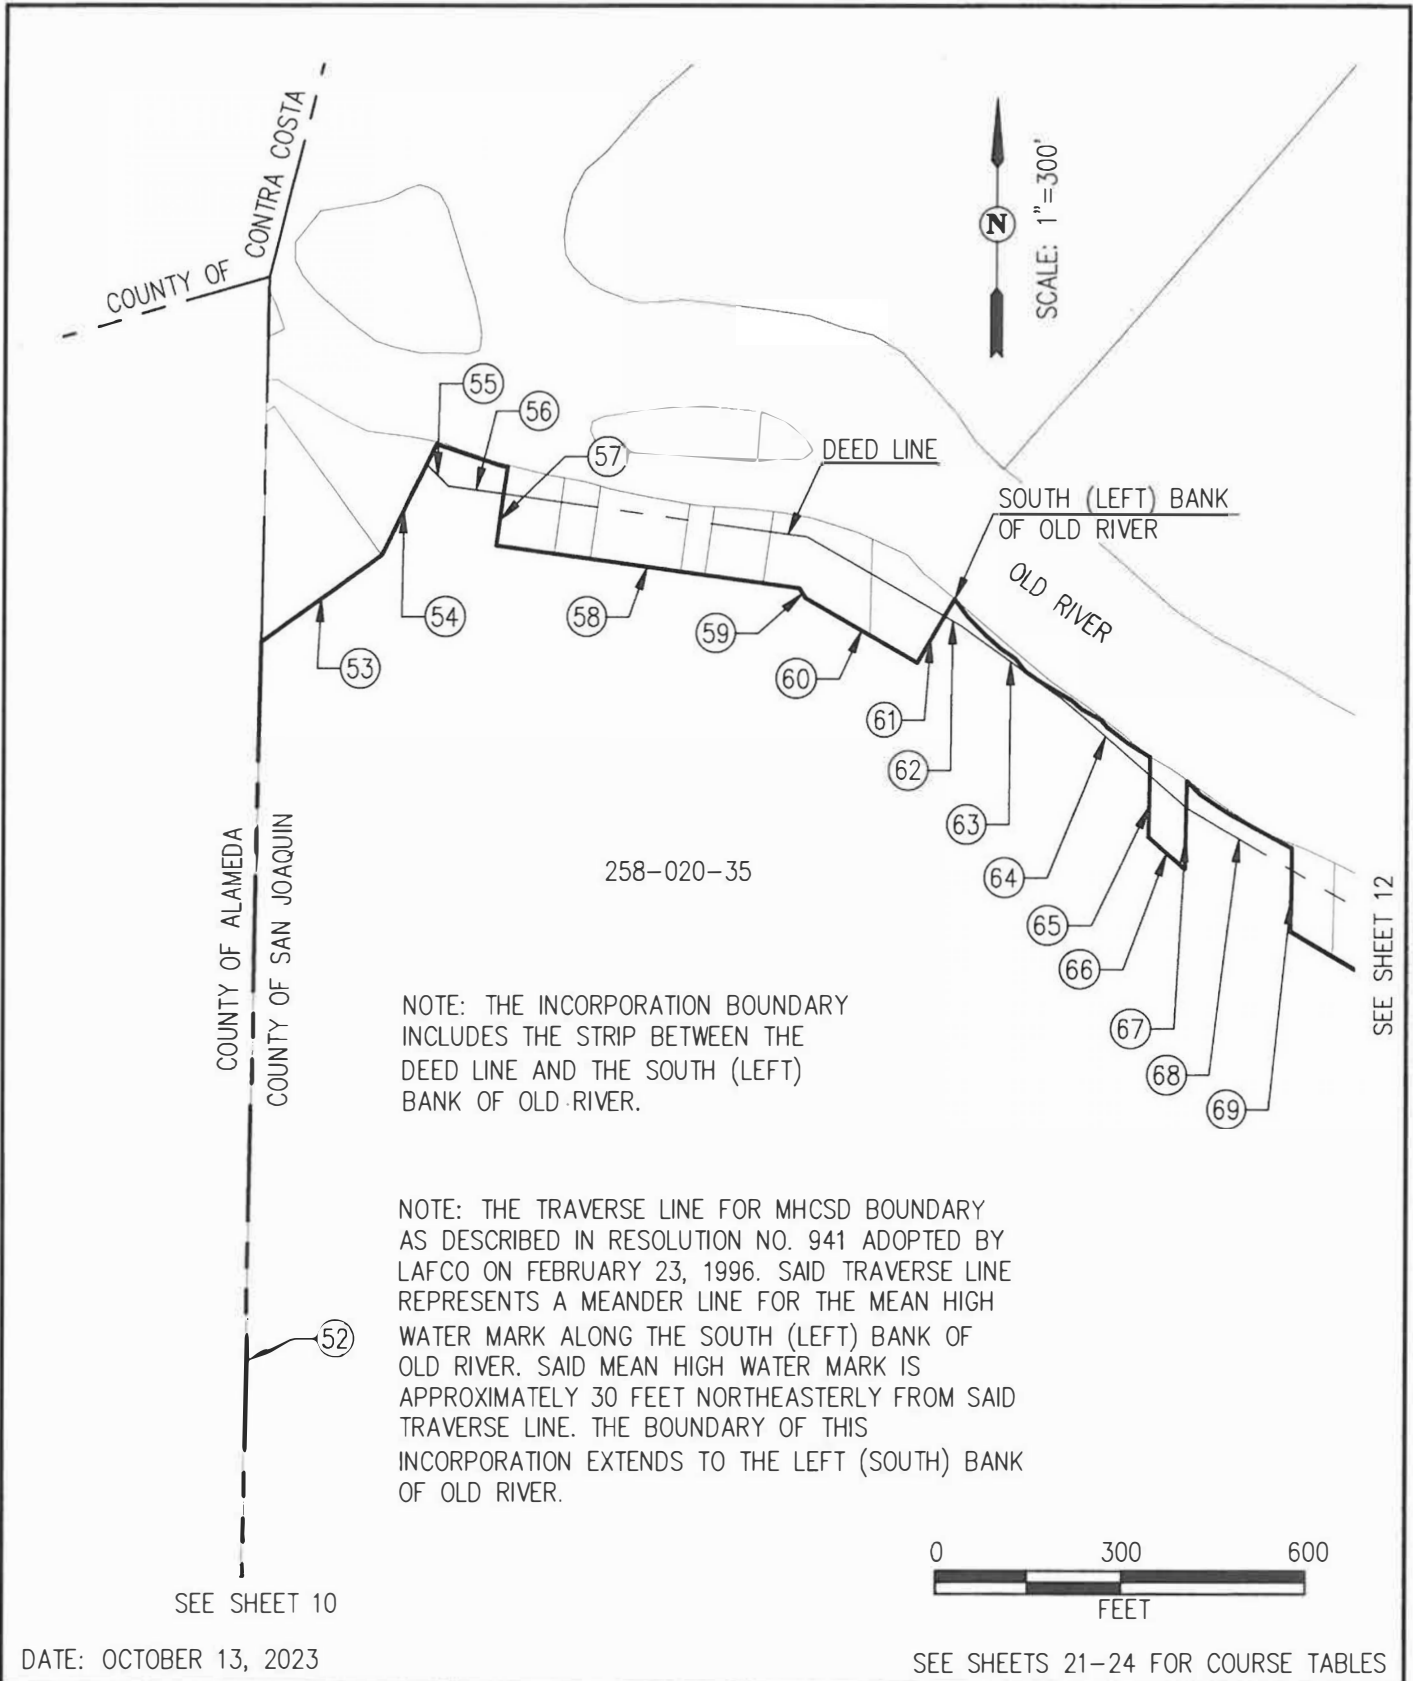 COUNTY OF CONTRA COSTA
N
SCALE: 1"=300'
55
56
57
DEED LINE
SOUTH (LEFT) BANK
OF OLD RIVER
OLD RIVER
54
58
59
53
60
61
62
63
64
65
66
67
68
69
258-020-35
COUNTY OF ALAMEDA
COUNTY OF SAN JOAQUIN
SEE SHEET 12
NOTE: THE INCORPORATION BOUNDARY
INCLUDES THE STRIP BETWEEN THE
DEED LINE AND THE SOUTH (LEFT)
BANK OF OLD RIVER.
NOTE: THE TRAVERSE LINE FOR MHCSD BOUNDARY
AS DESCRIBED IN RESOLUTION NO. 941 ADOPTED BY
LAFCO ON FEBRUARY 23, 1996. SAID TRAVERSE LINE
REPRESENTS A MEANDER LINE FOR THE MEAN HIGH
WATER MARK ALONG THE SOUTH (LEFT) BANK OF
OLD RIVER. SAID MEAN HIGH WATER MARK IS
APPROXIMATELY 30 FEET NORTHEASTERLY FROM SAID
TRAVERSE LINE. THE BOUNDARY OF THIS
INCORPORATION EXTENDS TO THE LEFT (SOUTH) BANK
OF OLD RIVER.
52
0 300 600
FEET
SEE SHEET 10
DATE: OCTOBER 13, 2023
SEE SHEETS 21-24 FOR COURSE TABLES